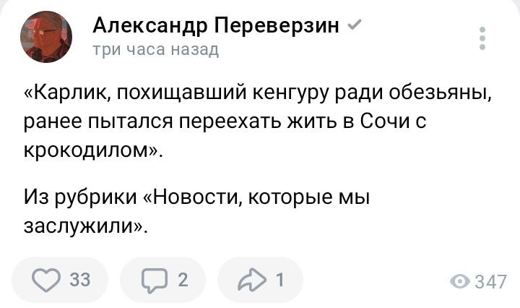 Александр Переверзин
три часа назад
«Карлик, похищавший кенгуру ради обезьяны,
ранее пытался переехать жить в Сочи с
крокодилом».
Из рубрики «Новости, которые мы
заслужили».
33 2 1 347